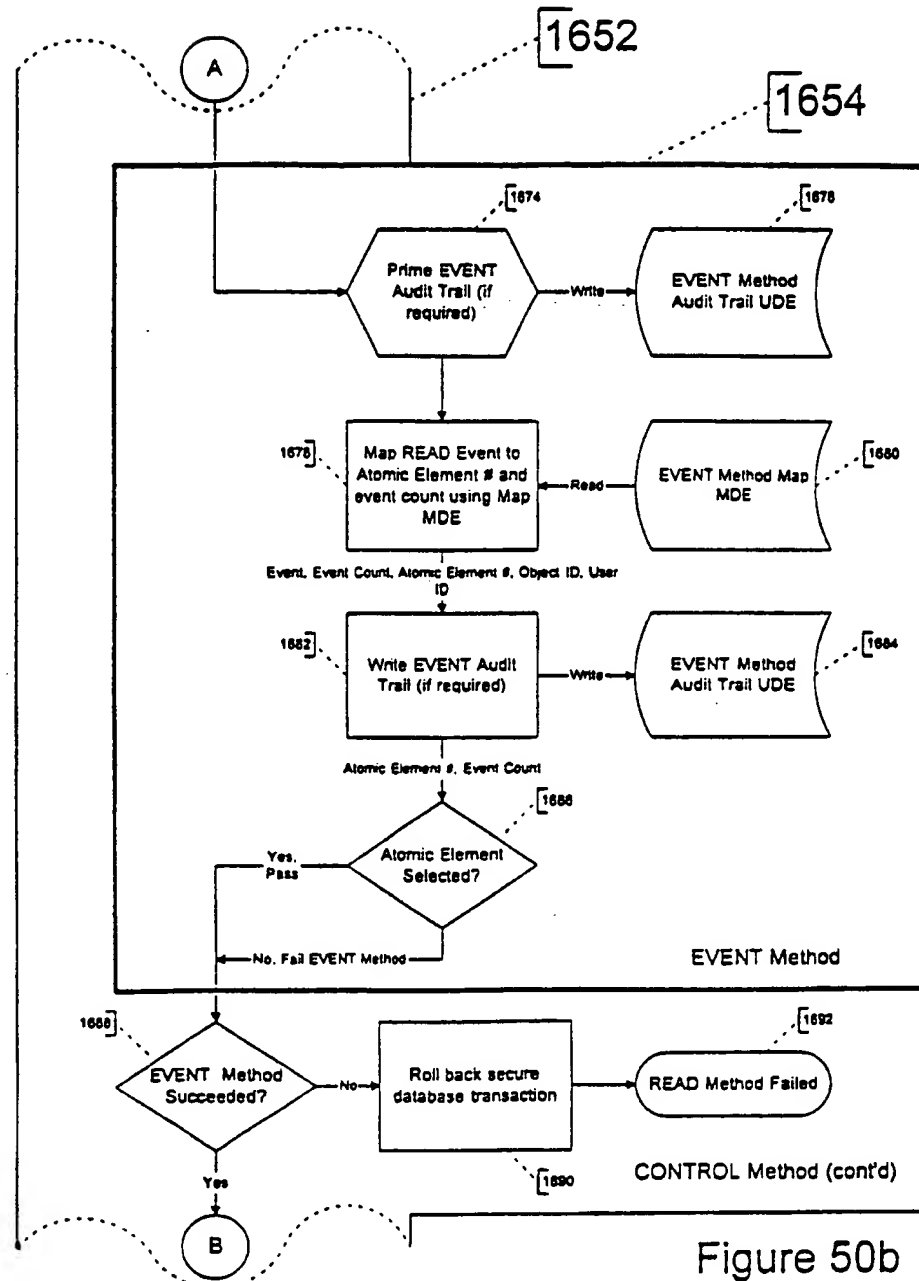 A
1652
1654
1674
1676
Prime EVENT
Audit Trail (if
required)
Write
EVENT Method
Audit Trail UDE
1678
Map READ Event to
Atomic Element # and
event count using Map
MDE
Read
EVENT Method Map
MDE
1680
Event, Event Count, Atomic Element #, Object ID, User
ID
1682
Write EVENT Audit
Trail (if required)
Write
EVENT Method
Audit Trail UDE
1684
Atomic Element #, Event Count
1686
Atomic Element
Selected?
Yes,
Pass
No, Fail EVENT Method
EVENT Method
1688
EVENT Method
Succeeded?
No
Roll back secure
database transaction
1690
1692
READ Method Failed
Yes
CONTROL Method (cont'd)
B
Figure 50b